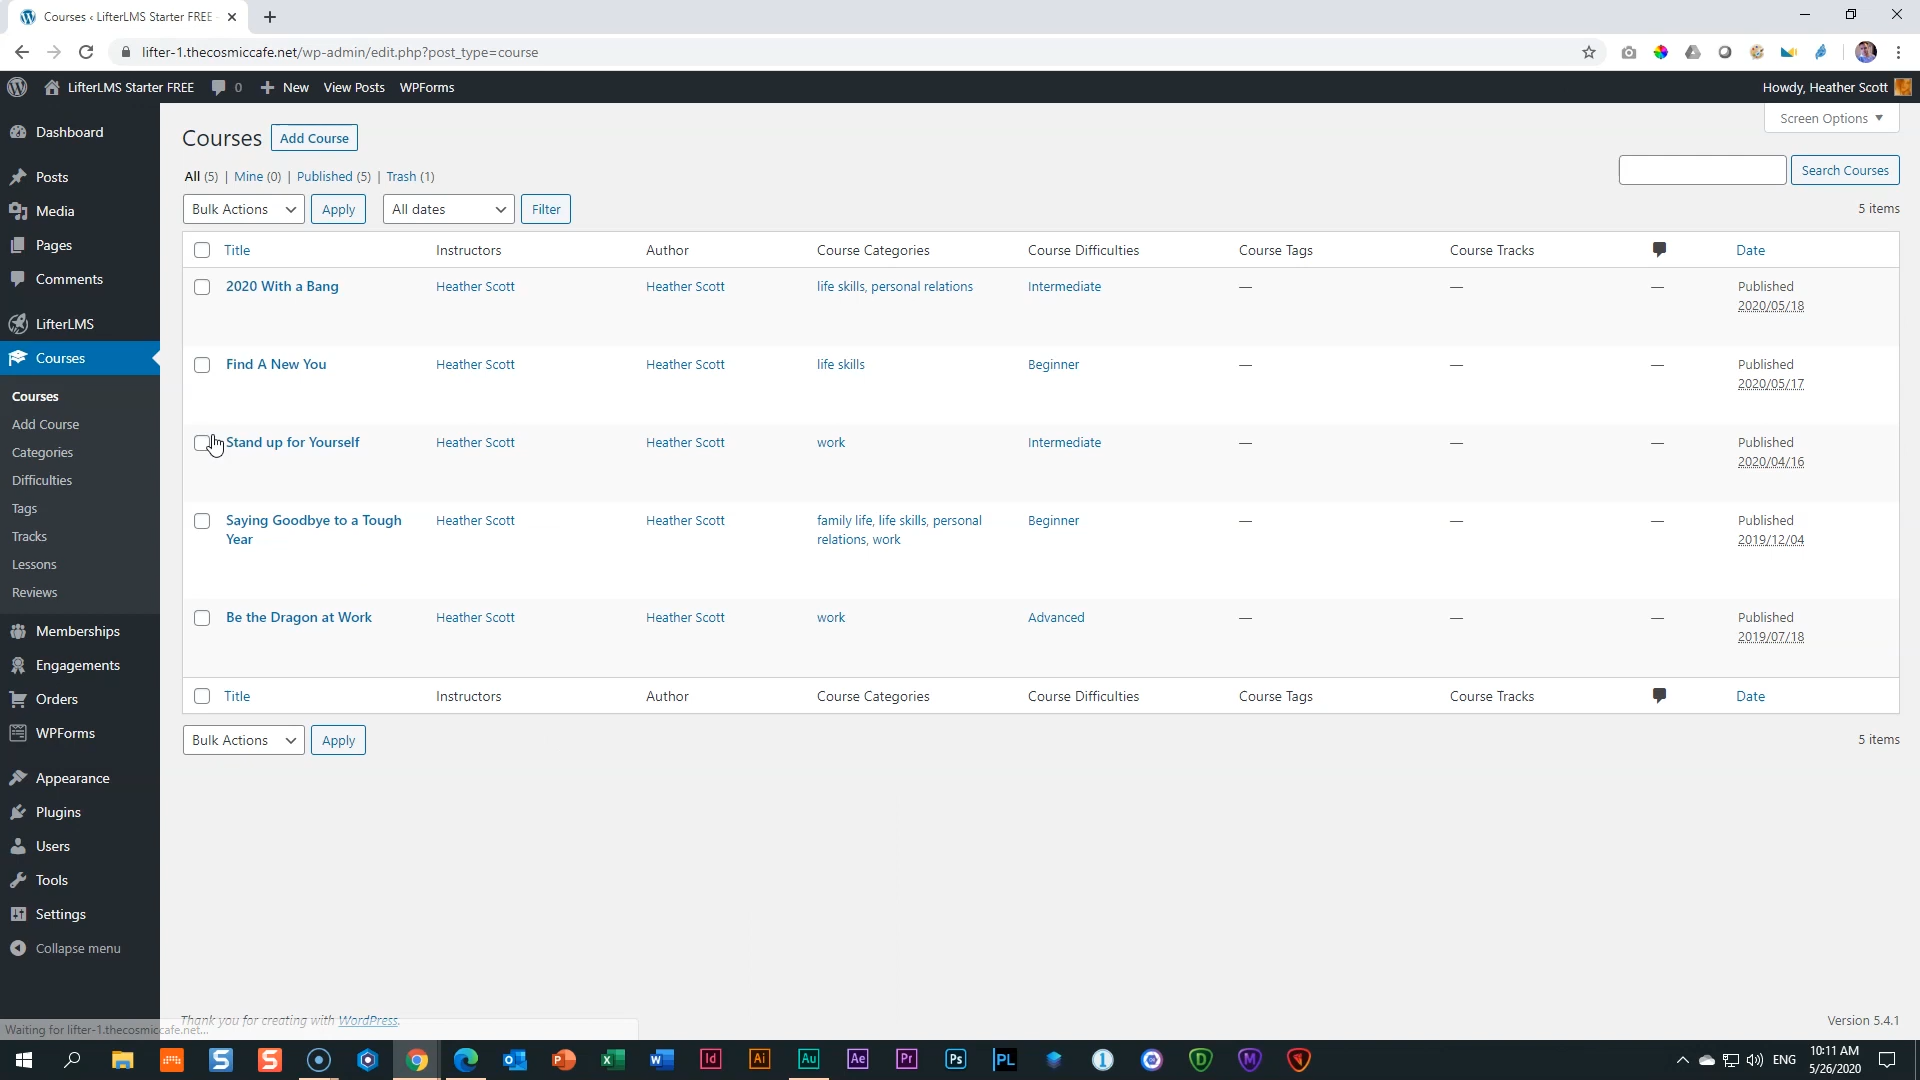 Courses ‹ LifterLMS Starter FREE
lifter-1.thecosmiccafe.net/wp-admin/edit.php?post_type=course
LifterLMS Starter FREE 0 New View Posts WPForms Howdy, Heather Scott
Screen Options
Dashboard
Posts
Media
Pages
Comments
LifterLMS
Courses
Courses
Add Course
Categories
Difficulties
Tags
Tracks
Lessons
Reviews
Memberships
Engagements
Orders
WPForms
Appearance
Plugins
Users
Tools
Settings
Collapse menu
Courses Add Course
All (5) | Mine (0) | Published (5) | Trash (1)
Search Courses
Bulk Actions Apply All dates Filter 5 items
Title Instructors Author Course Categories Course Difficulties Course Tags Course Tracks Date
2020 With a Bang Heather Scott Heather Scott life skills, personal relations Intermediate — — — Published
2020/05/18
Find A New You Heather Scott Heather Scott life skills Beginner — — — Published
2020/05/17
Stand up for Yourself Heather Scott Heather Scott work Intermediate — — — Published
2020/04/16
Saying Goodbye to a Tough Heather Scott Heather Scott family life, life skills, personal Beginner — — — Published
Year relations, work 2019/12/04
Be the Dragon at Work Heather Scott Heather Scott work Advanced — — — Published
2019/07/18
Title Instructors Author Course Categories Course Difficulties Course Tags Course Tracks Date
Bulk Actions Apply 5 items
Thank you for creating with WordPress. Version 5.4.1
Waiting for lifter-1.thecosmiccafe.net...
S S P X W Id Ai Au Ae Pr Ps PL 1 D M ENG 10:11 AM
5/26/2020